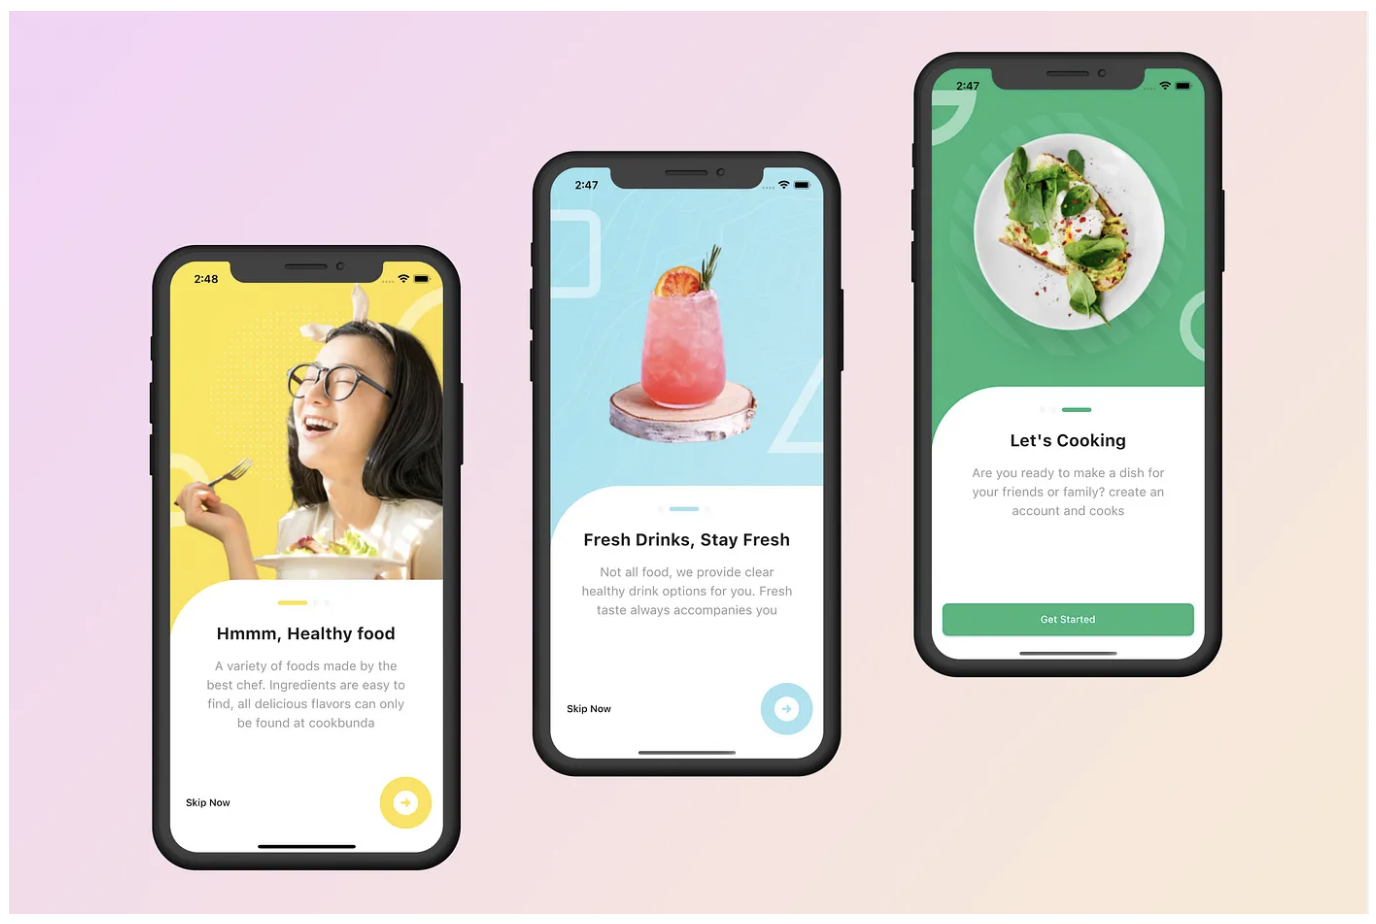 2:48
Hmmm, Healthy food
A variety of foods made by the
best chef. Ingredients are easy to
find, all delicious flavors can only
be found at cookbunda
Skip Now
2:47
Fresh Drinks, Stay Fresh
Not all food, we provide clear
healthy drink options for you. Fresh
taste always accompanies you
Skip Now
2:47
Let's Cooking
Are you ready to make a dish for
your friends or family? create an
account and cooks
Get Started